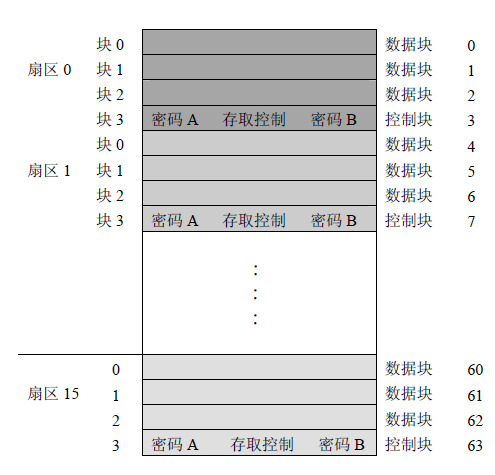 块 0 数据块 0
扇区 0 块 1 数据块 1
块 2 数据块 2
块 3 密码 A 存取控制 密码 B 控制块 3
块 0 数据块 4
扇区 1 块 1 数据块 5
块 2 数据块 6
块 3 密码 A 存取控制 密码 B 控制块 7
:
:
:
0 数据块 60
扇区 15 1 数据块 61
2 数据块 62
3 密码 A 存取控制 密码 B 控制块 63